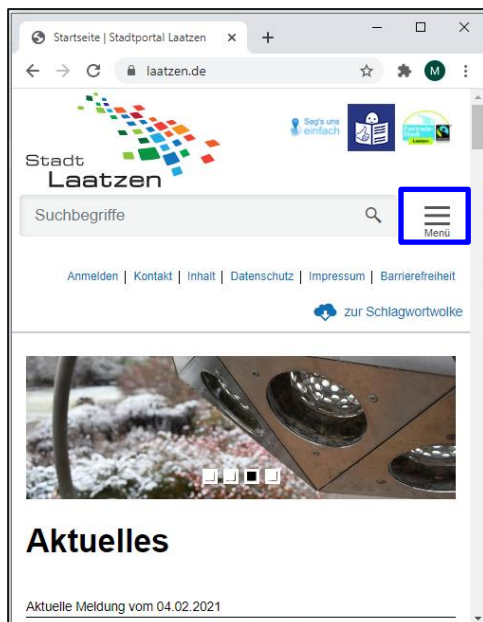 Startseite | Stadtportal Laatzen
laatzen.de
M
Sag's uns
einfach
Stadt
Laatzen
Suchbegriffe
Menü
Anmelden | Kontakt | Inhalt | Datenschutz | Impressum | Barrierefreiheit
zur Schlagwortwolke
Aktuelles
Aktuelle Meldung vom 04.02.2021